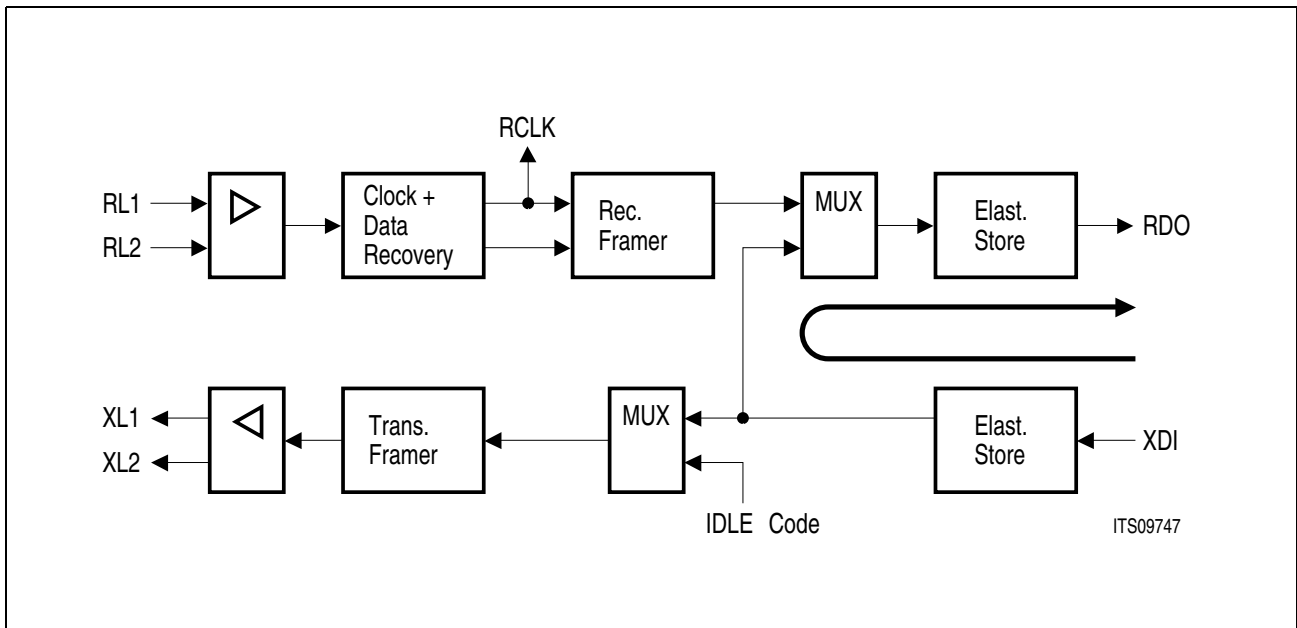 RCLK
RL1
RL2
Clock +
Data
Recovery
Rec.
Framer
MUX
Elast.
Store
RDO
XL1
XL2
Trans.
Framer
MUX
Elast.
Store
XDI
IDLE Code
ITS09747